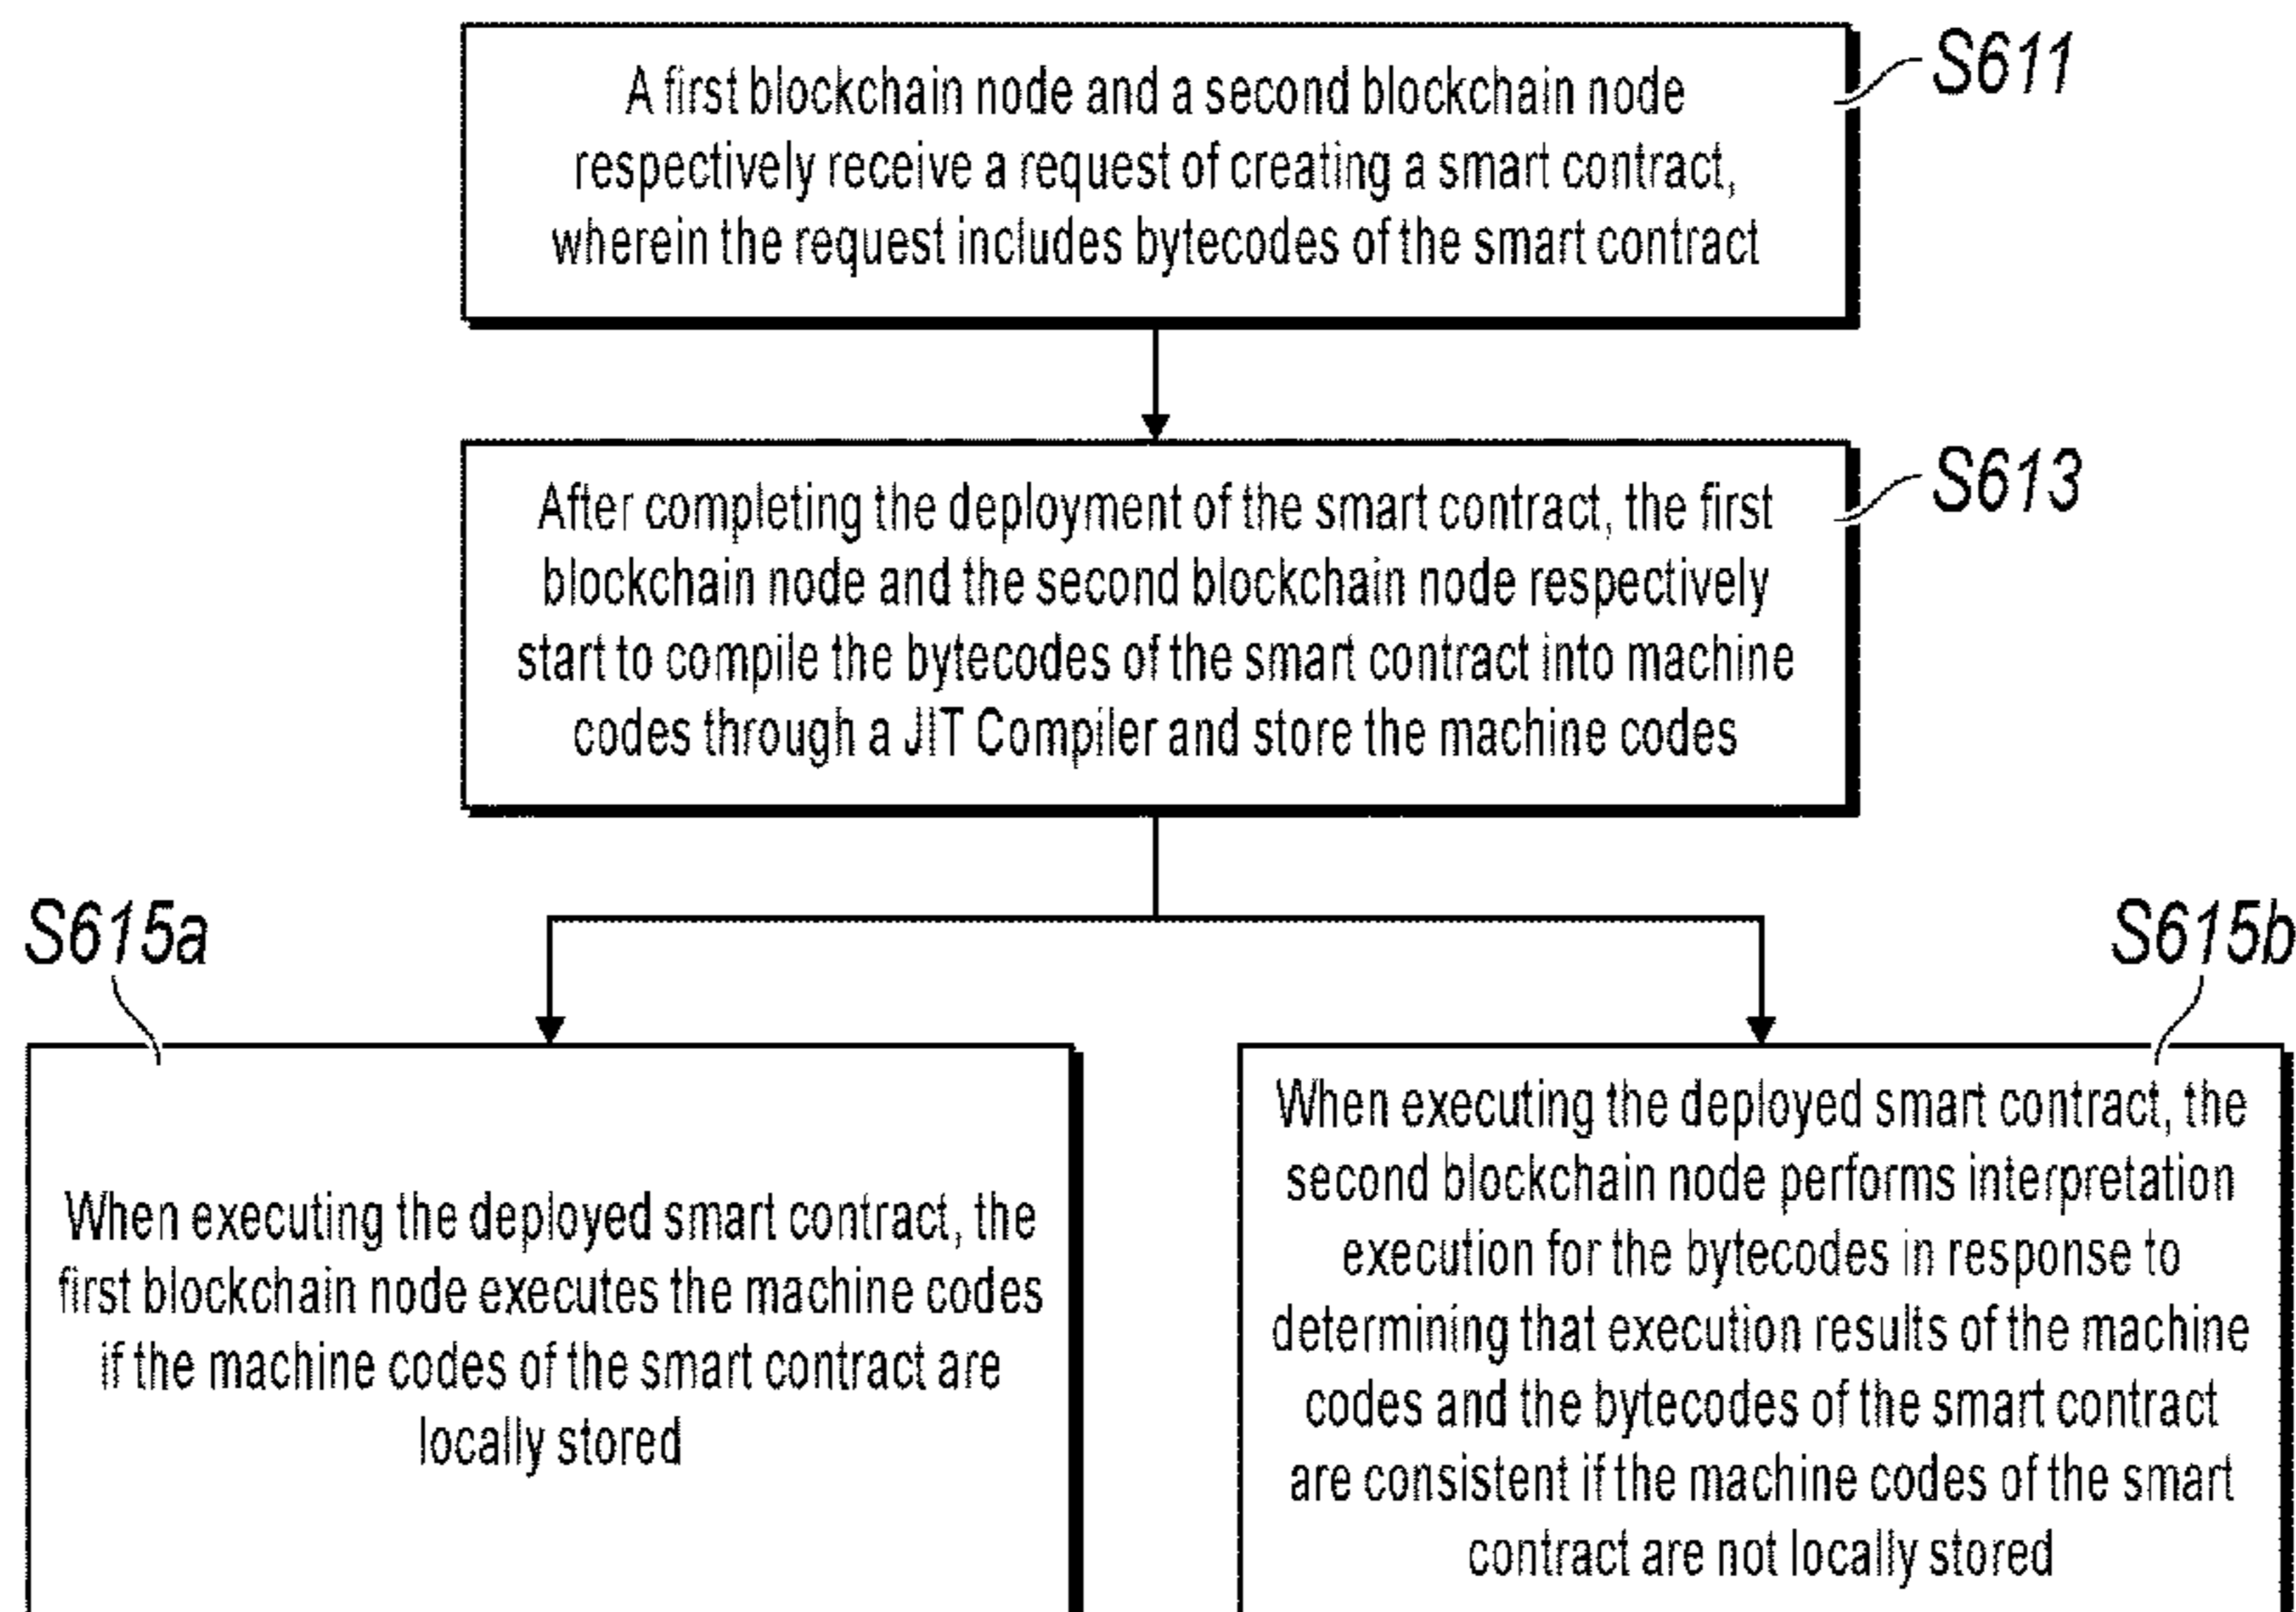 A first blockchain node and a second blockchain node
respectively receive a request of creating a smart contract,
wherein the request includes bytecodes of the smart contract
S611
After completing the deployment of the smart contract, the first
blockchain node and the second blockchain node respectively
start to compile the bytecodes of the smart contract into machine
codes through a JIT Compiler and store the machine codes
S613
S615a
When executing the deployed smart contract, the
first blockchain node executes the machine codes
if the machine codes of the smart contract are
locally stored
S615b
When executing the deployed smart contract, the
second blockchain node performs interpretation
execution for the bytecodes in response to
determining that execution results of the machine
codes and the bytecodes of the smart contract
are consistent if the machine codes of the smart
contract are not locally stored